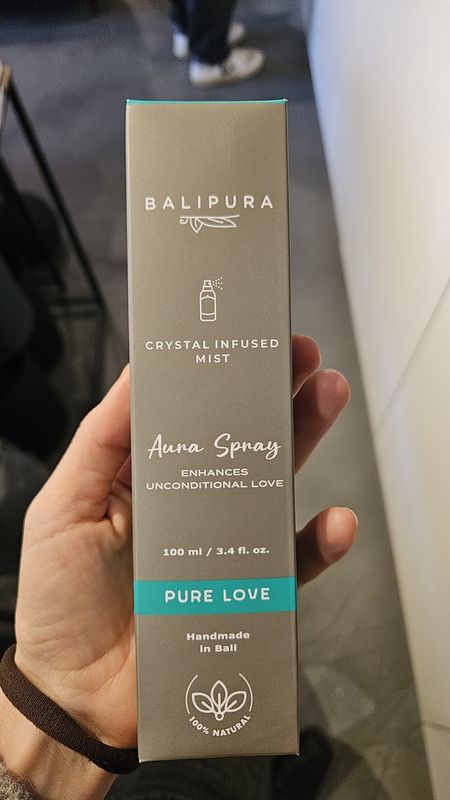 BALIPURA
CRYSTAL INFUSED
MIST
Aura Spray
ENHANCES
UNCONDITIONAL LOVE
100 ml / 3.4 fl. oz.
PURE LOVE
Handmade
in Bali
100% NATURAL